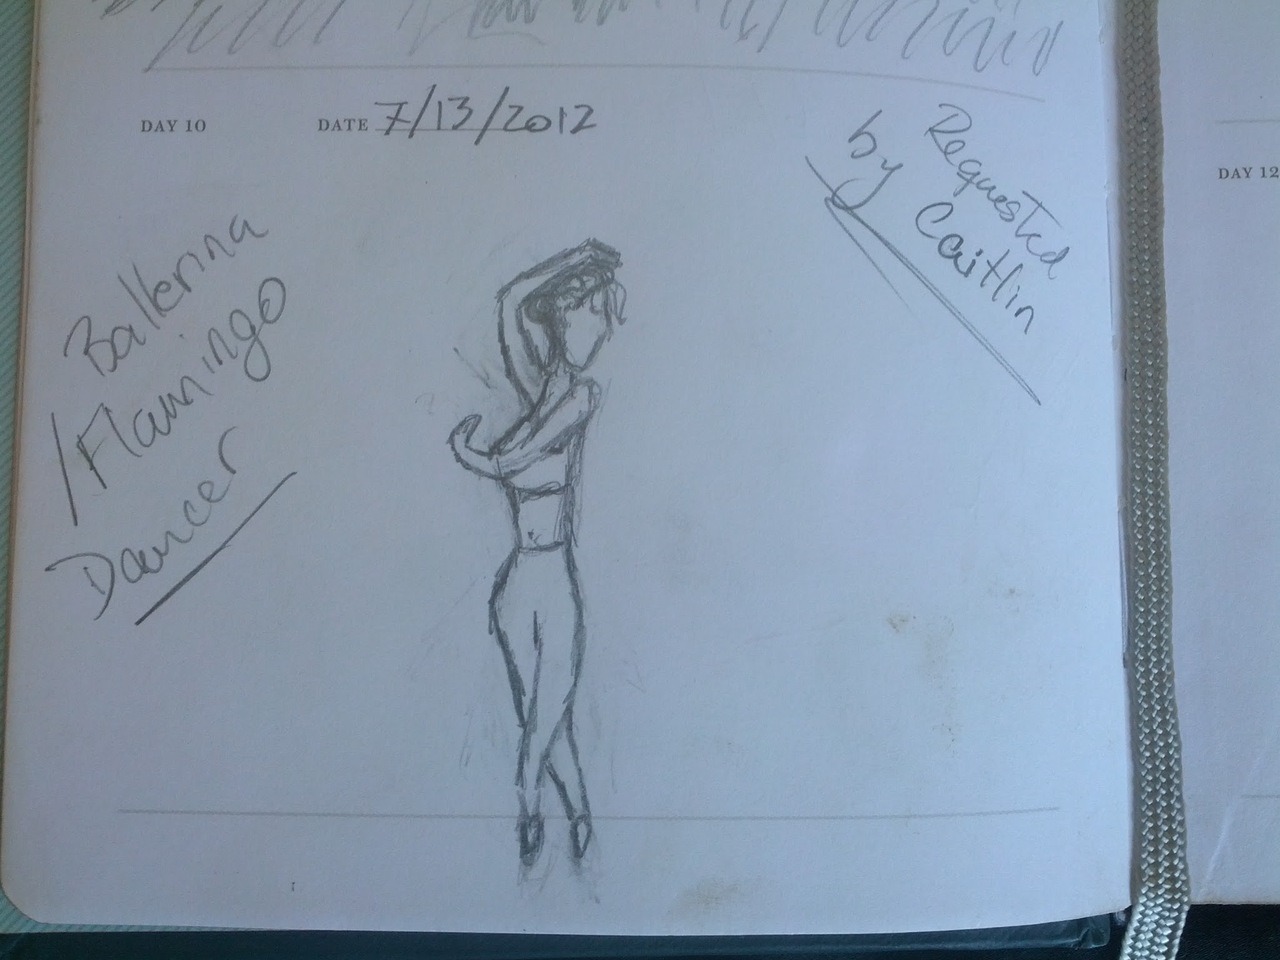 DAY 10
DATE 7/13/2012
Requested
by Caitlin
Ballerina
/Flamingo
Dancer
DAY 12